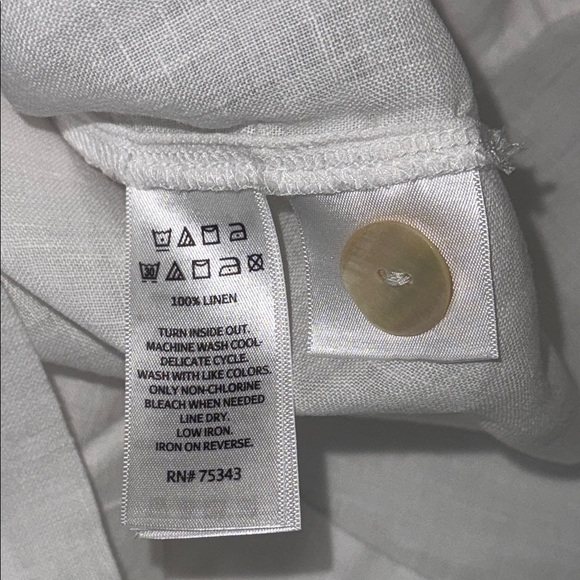 30
100% LINEN
TURN INSIDE OUT.
MACHINE WASH COOL-
DELICATE CYCLE.
WASH WITH LIKE COLORS.
ONLY NON-CHLORINE
BLEACH WHEN NEEDED
LINE DRY.
LOW IRON.
IRON ON REVERSE.
RN# 75343